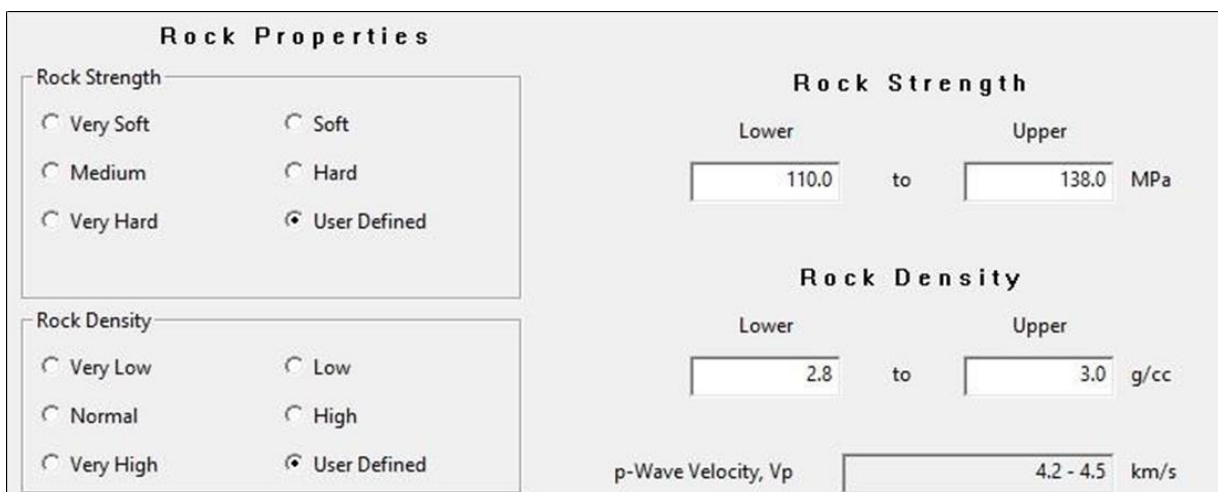 Rock Properties
Rock Strength
Very Soft Soft
Medium Hard
Very Hard User Defined
Rock Density
Very Low Low
Normal High
Very High User Defined
Rock Strength
Lower Upper
110.0 to 138.0 MPa
Rock Density
Lower Upper
2.8 to 3.0 g/cc
p-Wave Velocity, Vp 4.2 - 4.5 km/s